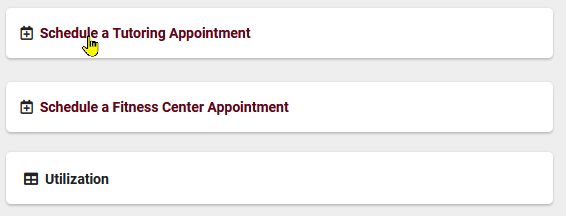 Schedule a Tutoring Appointment
Schedule a Fitness Center Appointment
Utilization